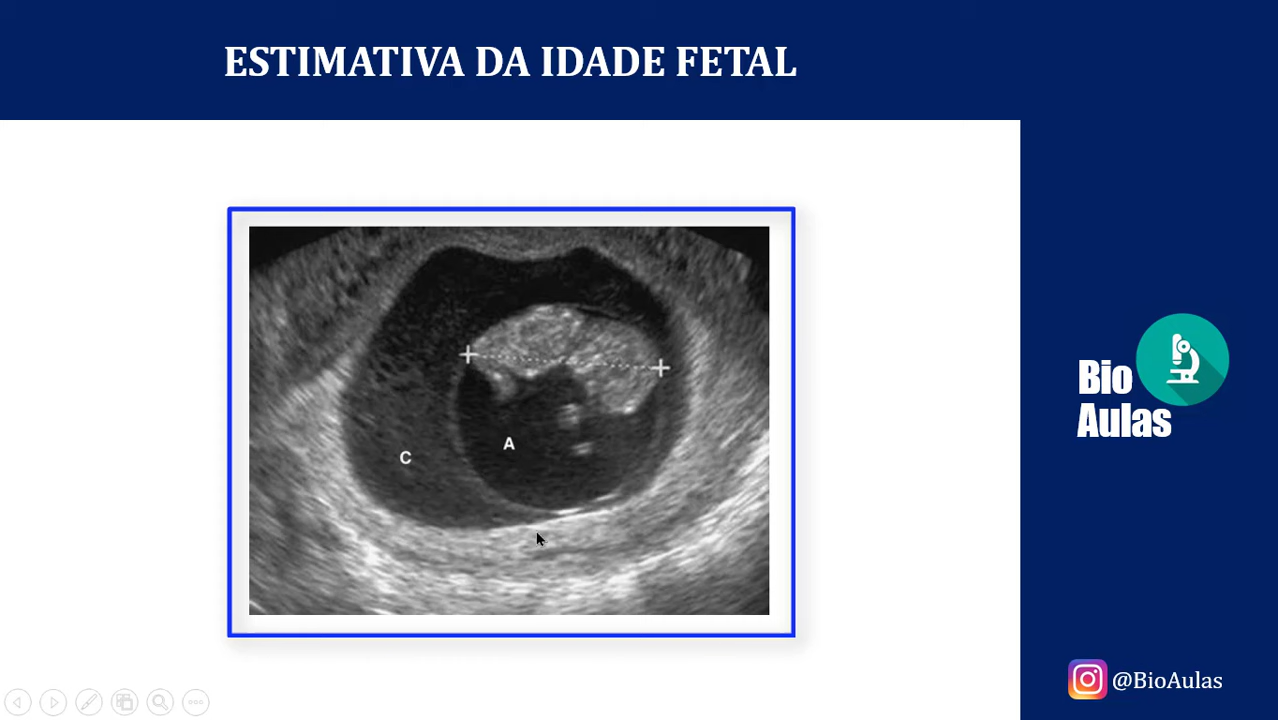 ESTIMATIVA DA IDADE FETAL
C
A
Bio
Aulas
@BioAulas